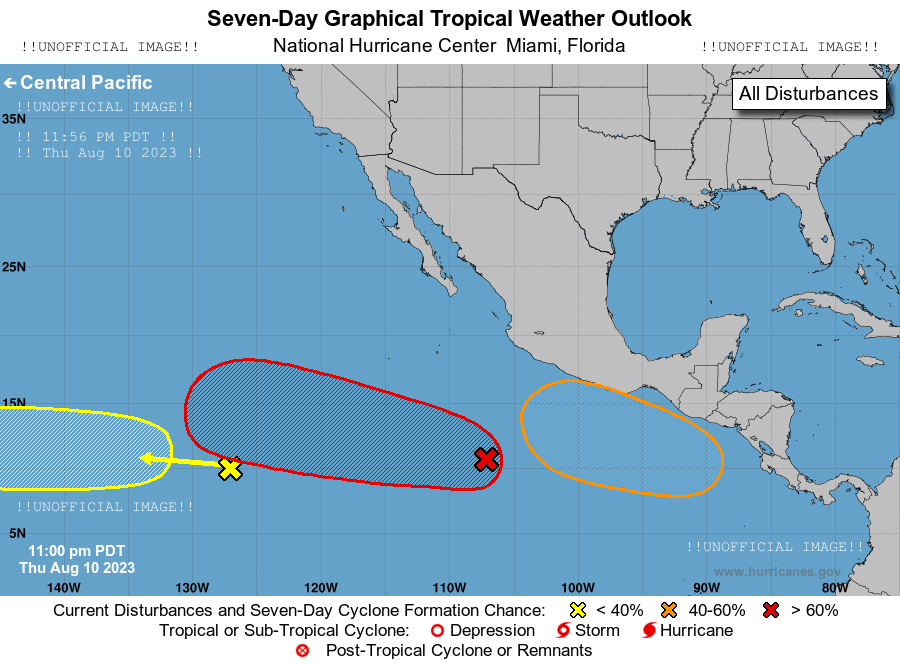 Seven-Day Graphical Tropical Weather Outlook
!!UNOFFICIAL IMAGE!! National Hurricane Center Miami, Florida !!UNOFFICIAL IMAGE!!
← Central Pacific
All Disturbances
!!UNOFFICIAL IMAGE!!
35N
!! 11:56 PM PDT !!
!! Thu Aug 10 2023 !!
25N
15N
!!UNOFFICIAL IMAGE!!
5N
!!UNOFFICIAL IMAGE!!
11:00 pm PDT
Thu Aug 10 2023
www.hurricanes.gov
140W 130W 120W 110W 100W 90W 80W
Current Disturbances and Seven-Day Cyclone Formation Chance: < 40% 40-60% > 60%
Tropical or Sub-Tropical Cyclone: Depression Storm Hurricane
Post-Tropical Cyclone or Remnants